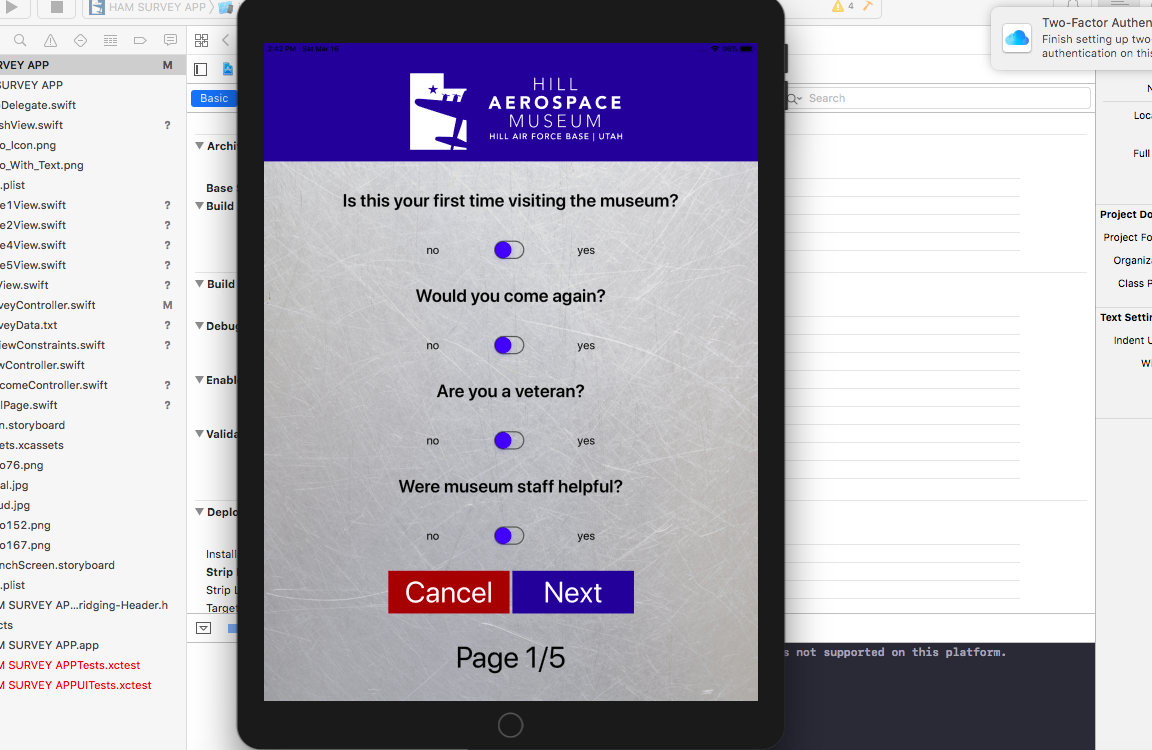 HAM SURVEY APP
4
Two-Factor Authen
Finish setting up two-
authentication on this
RVEY APP M
SURVEY APP
Delegate.swift
shView.swift ?
o_Icon.png
o_With_Text.png
.plist
e1View.swift ?
e2View.swift ?
e4View.swift ?
e5View.swift ?
View.swift ?
veyController.swift M
veyData.txt ?
iewConstraints.swift ?
wController.swift
comeController.swift ?
lPage.swift ?
n.storyboard
ets.xcassets
o76.png
al.jpg
ud.jpg
o152.png
o167.png
nchScreen.storyboard
.plist
M SURVEY AP...ridging-Header.h
cts
M SURVEY APP.app
M SURVEY APPTests.xctest
M SURVEY APPUITests.xctest
Basic
Search
Archi
Base
Build
Build
Debug
Enabl
Valida
Deplo
Install
Strip
Strip L
Target
HILL
AEROSPACE
MUSEUM
HILL AIR FORCE BASE | UTAH
Is this your first time visiting the museum?
no yes
Would you come again?
no yes
Are you a veteran?
no yes
Were museum staff helpful?
no yes
Cancel Next
Page 1/5
s not supported on this platform.
N
Loca
Full
Project Do
Project Fo
Organiza
Class P
Text Settin
Indent U
Wi